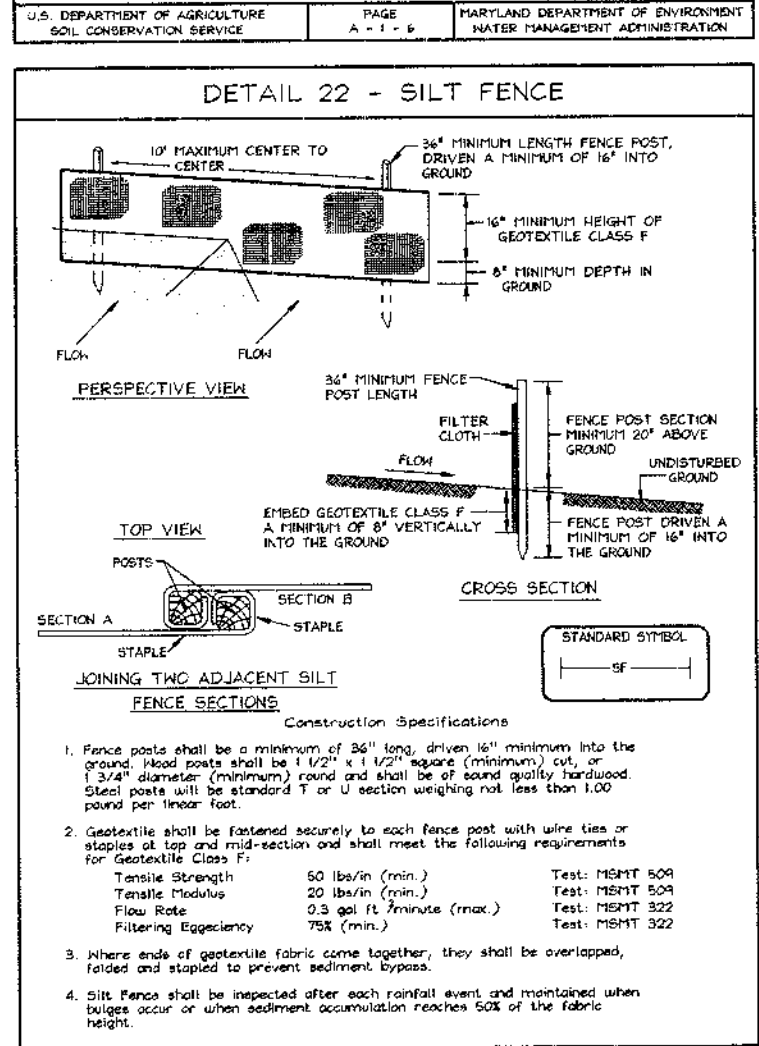 U.S. DEPARTMENT OF AGRICULTURE
SOIL CONSERVATION SERVICE
PAGE
A - 1 - 6
MARYLAND DEPARTMENT OF ENVIRONMENT
WATER MANAGEMENT ADMINISTRATION
DETAIL 22 - SILT FENCE
10' MAXIMUM CENTER TO
CENTER
36" MINIMUM LENGTH FENCE POST,
DRIVEN A MINIMUM OF 16" INTO
GROUND
16" MINIMUM HEIGHT OF
GEOTEXTILE CLASS F
8" MINIMUM DEPTH IN
GROUND
FLOW
FLOW
PERSPECTIVE VIEW
36" MINIMUM FENCE
POST LENGTH
FILTER
CLOTH
FENCE POST SECTION
MINIMUM 20" ABOVE
GROUND
FLOW
UNDISTURBED
GROUND
EMBED GEOTEXTILE CLASS F
A MINIMUM OF 8" VERTICALLY
INTO THE GROUND
FENCE POST DRIVEN A
MINIMUM OF 16" INTO
THE GROUND
CROSS SECTION
TOP VIEW
POSTS
SECTION B
SECTION A
STAPLE
STAPLE
JOINING TWO ADJACENT SILT
FENCE SECTIONS
STANDARD SYMBOL
SF
Construction Specifications
1. Fence posts shall be a minimum of 36" long, driven 16" minimum into the
ground. Wood posts shall be 1 1/2" x 1 1/2" square (minimum) cut, or
1 3/4" diameter (minimum) round and shall be of sound quality hardwood.
Steel posts will be standard T or U section weighing not less than 1.00
pound per linear foot.
2. Geotextile shall be fastened securely to each fence post with wire ties or
staples at top and mid-section and shall meet the following requirements
for Geotextile Class F:
Tensile Strength 50 lbs/in (min.) Test: MSMT 509
Tensile Modulus 20 lbs/in (min.) Test: MSMT 509
Flow Rate 0.3 gal ft ²/minute (max.) Test: MSMT 322
Filtering Eggeciency 75% (min.) Test: MSMT 322
3. Where ends of geotextile fabric come together, they shall be overlapped,
folded and stapled to prevent sediment bypass.
4. Silt Fence shall be inspected after each rainfall event and maintained when
bulges occur or when sediment accumulation reaches 50% of the fabric
height.